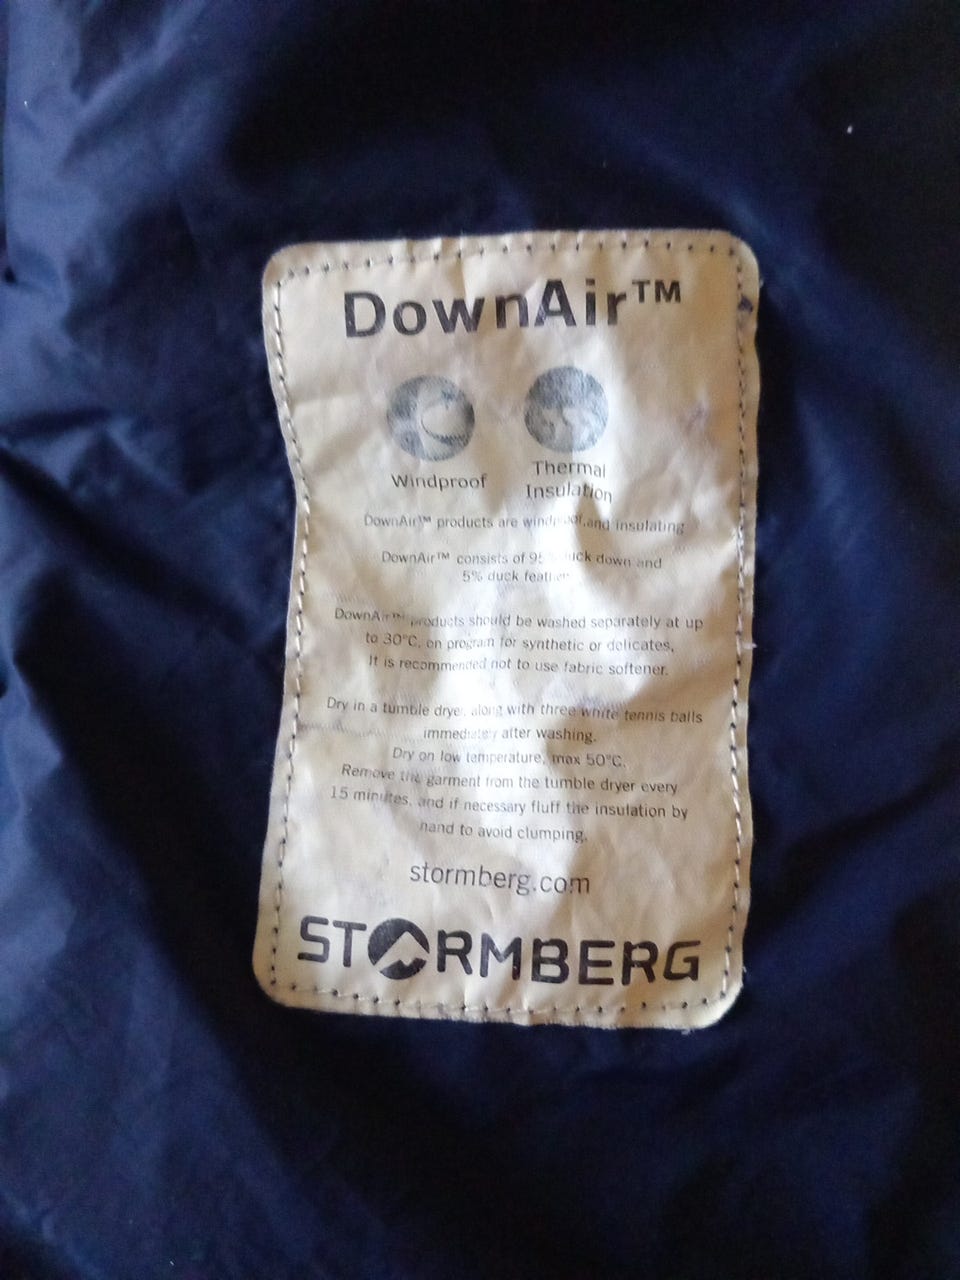 DownAir™
Windproof
Thermal
Insulation
DownAir™ products are windproof and insulating
DownAir™ consists of 95% duck down and
5% duck feather
DownAir™ products should be washed separately at up
to 30°C, on program for synthetic or delicates,
It is recommended not to use fabric softener.
Dry in a tumble dryer, along with three white tennis balls
immediately after washing.
Dry on low temperature, max 50°C.
Remove the garment from the tumble dryer every
15 minutes, and if necessary fluff the insulation by
hand to avoid clumping.
stormberg.com
STORMBERG